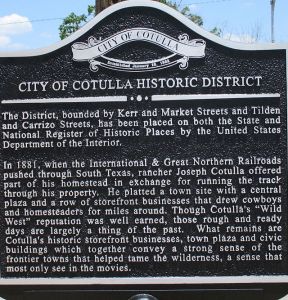 CITY OF COTULLA
Established January 18, 1882
CITY OF COTULLA HISTORIC DISTRICT
The District, bounded by Kerr and Market Streets and Tilden
and Carrizo Streets, has been placed on both the State and
National Register of Historic Places by the United States
Department of the Interior.
In 1881, when the International & Great Northern Railroads
pushed through South Texas, rancher Joseph Cotulla offered
part of his homestead in exchange for running the track
through his property. He platted a town site with a central
plaza and a row of storefront businesses that drew cowboys
and homesteaders for miles around. Though Cotulla's "Wild
West" reputation was well earned, those rough and ready
days are largely a thing of the past. What remains are
Cotulla's historic storefront businesses, town plaza and civic
buildings which together convey a strong sense of the
frontier towns that helped tame the wilderness, a sense that
most only see in the movies.